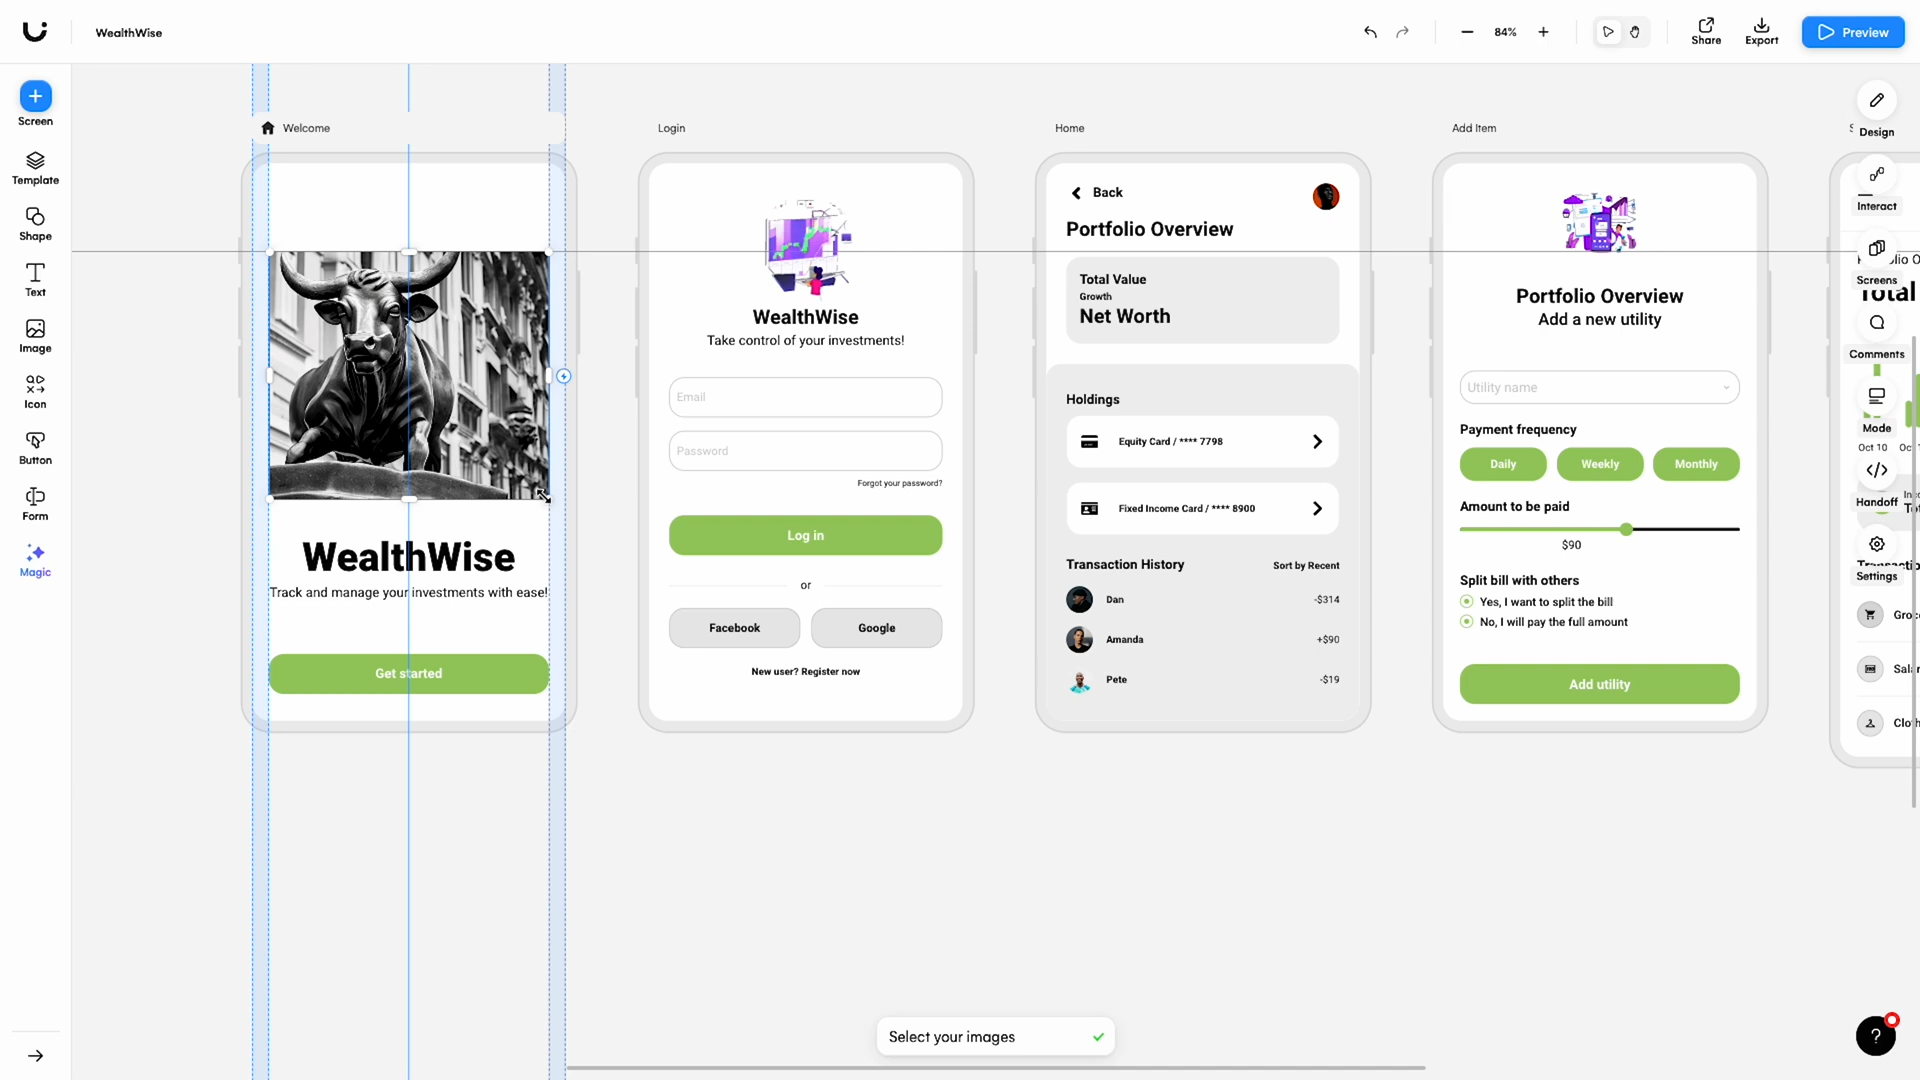 WealthWise
84%
Share
Export
Preview
Screen
Template
Shape
Text
Image
Icon
Button
Form
Magic
Welcome
WealthWise
Track and manage your investments with ease!
Get started
Login
WealthWise
Take control of your investments!
Email
Password
Forgot your password?
Log in
or
Facebook
Google
New user? Register now
Home
Back
Portfolio Overview
Total Value
Growth
Net Worth
Holdings
Equity Card / **** 7798
Fixed Income Card / **** 8900
Transaction History
Sort by Recent
Dan
-$314
Amanda
+$90
Pete
-$19
Add Item
Portfolio Overview
Add a new utility
Utility name
Payment frequency
Daily
Weekly
Monthly
Amount to be paid
$90
Split bill with others
Yes, I want to split the bill
No, I will pay the full amount
Add utility
Total
Oct 10
Design
Interact
Screens
Comments
Mode
Handoff
Settings
Select your images
?